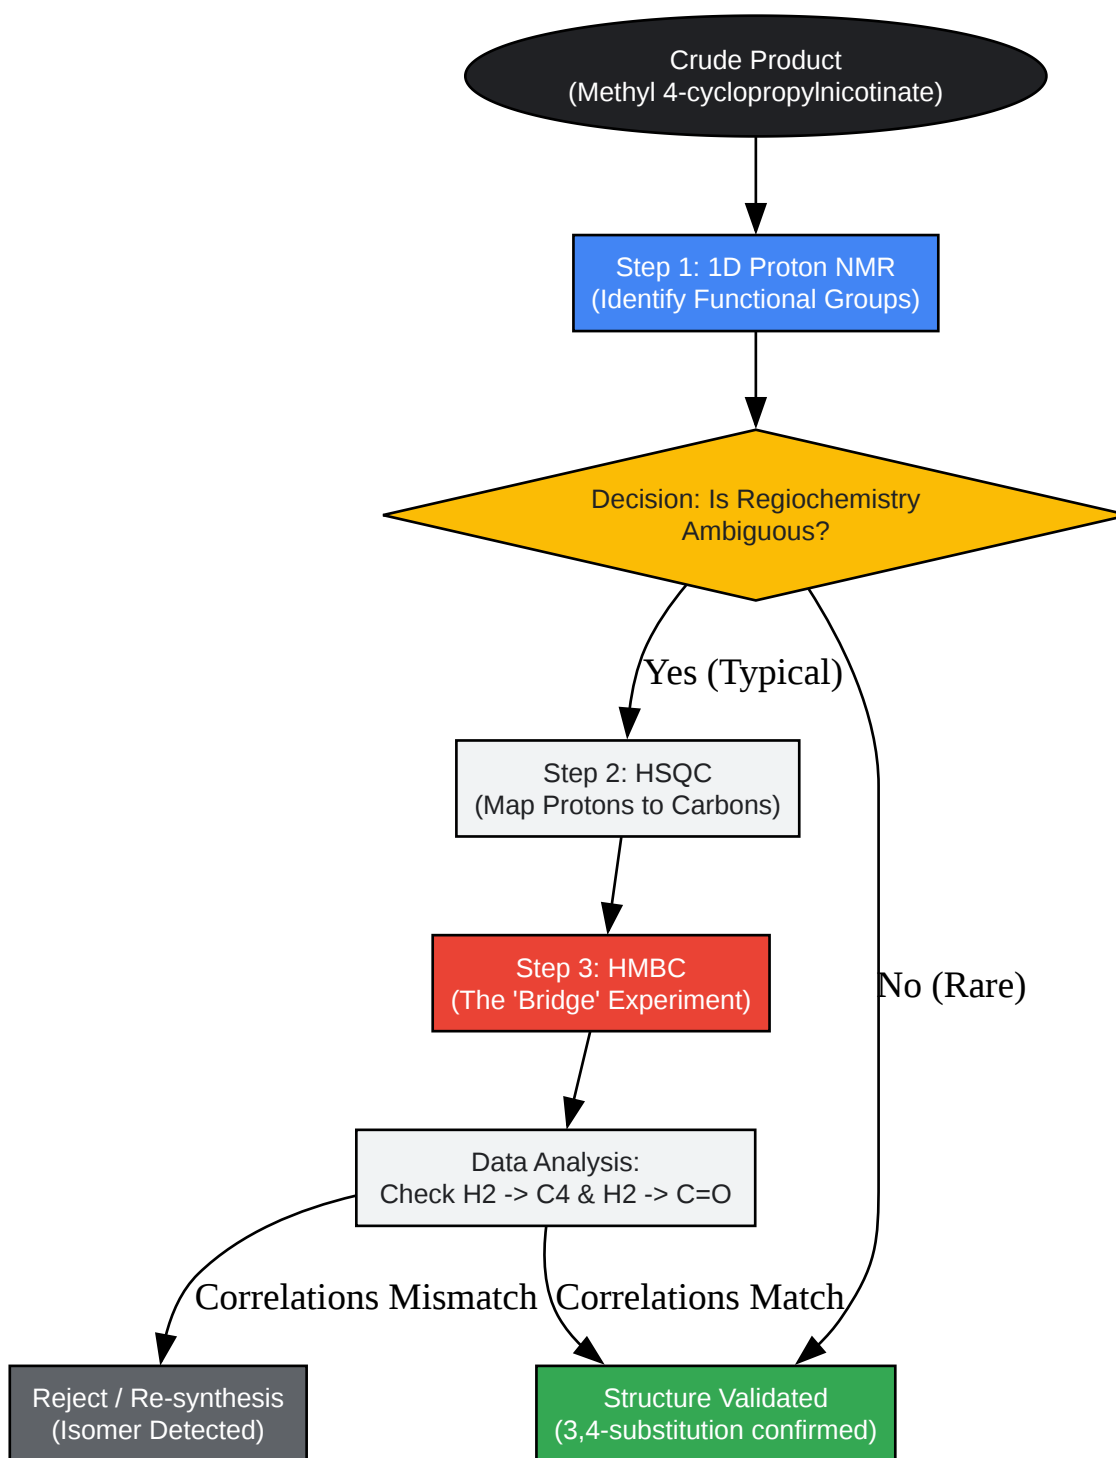 Crude Product
(Methyl 4-cyclopropylnicotinate)
Step 1: 1D Proton NMR
(Identify Functional Groups)
Decision: Is Regiochemistry
Ambiguous?
Yes (Typical)
Step 2: HSQC
(Map Protons to Carbons)
Step 3: HMBC
(The 'Bridge' Experiment)
No (Rare)
Data Analysis:
Check H2 -> C4 & H2 -> C=O
Correlations Mismatch
Correlations Match
Reject / Re-synthesis
(Isomer Detected)
Structure Validated
(3,4-substitution confirmed)